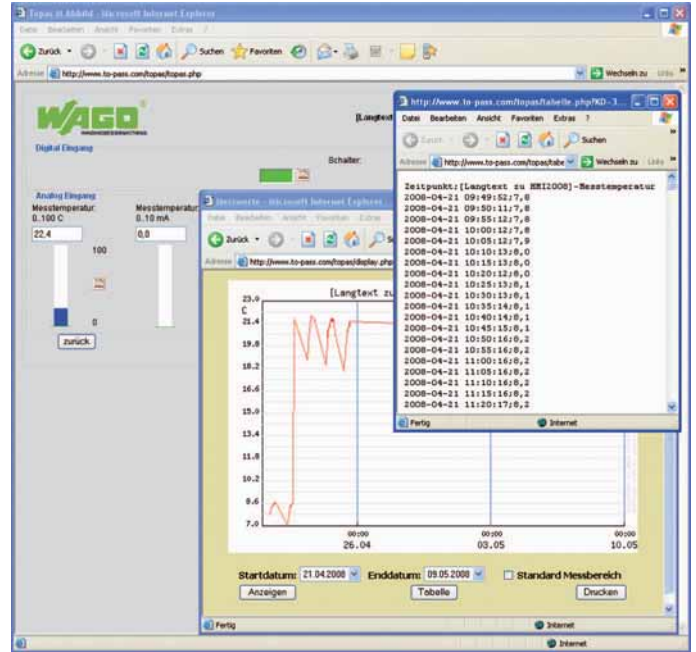 Topas it Abbild - Microsoft Internet Explorer
Datei Bearbeiten Ansicht Favoriten Extras ?
Zurück Suchen Favoriten
Adresse http://www.to-pass.com/topas/topas.php Wechseln zu Links
WAGO
[Langtext
Digital Eingang
Schalter:
Analog Eingang
Messtemperatur:
0..100 C
22,4
100
0
zurück
Messtemperatur
0..10 mA
0,0
Messwerte - Microsoft Internet Explorer
Datei Bearbeiten Ansicht Favoriten Extras ?
Zurück
Adresse http://www.to-pass.com/topas/display.php
[Langtext zu
23.0
C
21.4
19.8
18.2
16.6
15.0
13.4
11.8
10.2
8.6
7.0
00:00 00:00 00:00
26.04 03.05 10.05
Startdatum: 21.04.2008 Enddatum: 09.05.2008 Standard Messbereich
Anzeigen Tabelle Drucken
Fertig Internet
http://www.to-pass.com/topas/tabelle.php?KD-3...
Datei Bearbeiten Ansicht Favoriten Extras ?
Zurück Suchen
Adresse http://www.to-pass.com/topas/tabe Wechseln zu Links
Zeitpunkt;[Langtext zu HMI2008]-Messtemperatur
2008-04-21 09:49:52;7,8
2008-04-21 09:50:11;7,8
2008-04-21 09:55:12;7,8
2008-04-21 10:00:12;7,8
2008-04-21 10:05:12;7,9
2008-04-21 10:10:13;8,0
2008-04-21 10:15:13;8,0
2008-04-21 10:20:12;8,0
2008-04-21 10:25:13;8,1
2008-04-21 10:30:13;8,1
2008-04-21 10:35:14;8,1
2008-04-21 10:40:14;8,1
2008-04-21 10:45:15;8,1
2008-04-21 10:50:16;8,2
2008-04-21 10:55:16;8,2
2008-04-21 11:00:16;8,2
2008-04-21 11:05:16;8,2
2008-04-21 11:10:16;8,2
2008-04-21 11:15:16;8,2
2008-04-21 11:20:17;8,2
Fertig Internet
Internet